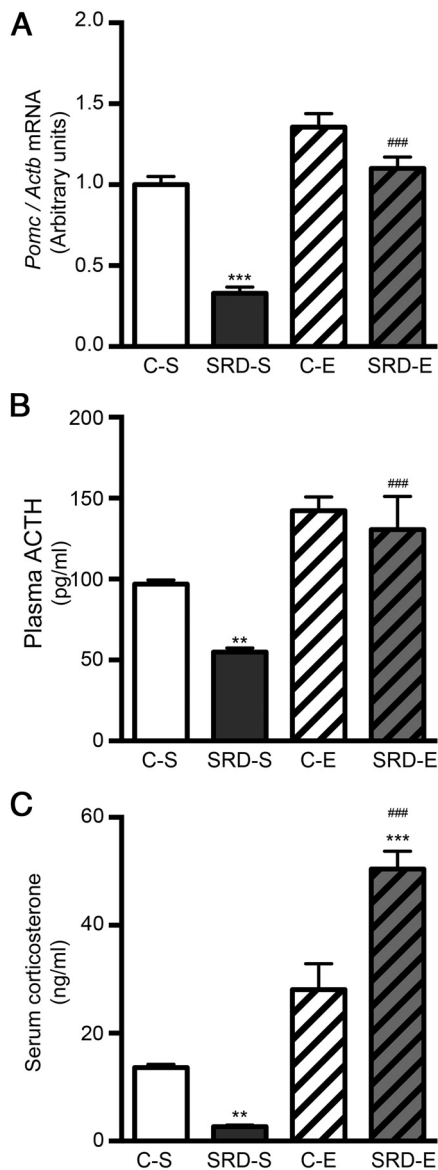 A
Pomc / Actb mRNA
(Arbitrary units)
2.0
1.5
1.0
0.5
0.0
***
###
C-S SRD-S C-E SRD-E
B
Plasma ACTH
(pg/ml)
200
150
100
50
0
**
###
C-S SRD-S C-E SRD-E
C
Serum corticosterone
(ng/ml)
60
40
20
0
**
###
***
C-S SRD-S C-E SRD-E